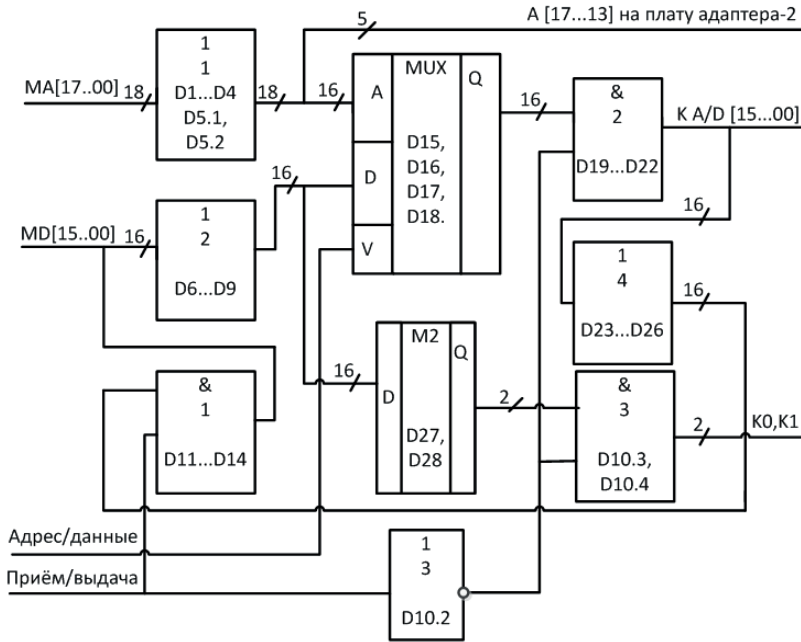 А [17...13] на плату адаптера-2
5
1
1
D1...D4
D5.1,
D5.2
MA[17..00]
18
18
16
A
MUX
Q
D15,
D16,
D17,
D18.
D
V
16
&
2
D19...D22
К A/D [15...00]
16
16
MD[15..00]
16
1
2
D6...D9
1
4
D23...D26
16
M2
Q
D
D27,
D28
16
2
&
1
D11...D14
&
3
D10.3,
D10.4
2
K0,K1
Адрес/данные
Приём/выдача
1
3
D10.2